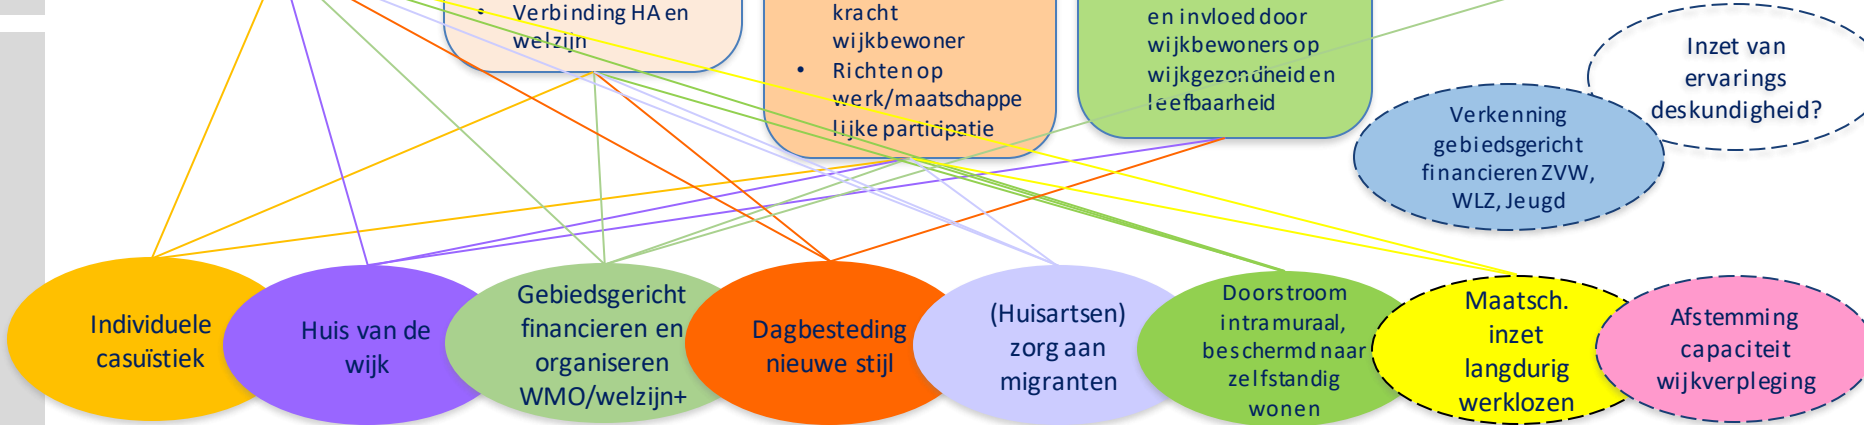 • Verbinding HA en
welzijn
kracht
wijkbewoner
• Richten op
werk/maatschappe
lijke participatie
en invloed door
wijkbewoners op
wijkgezondheid en
leefbaarheid
Inzet van
ervarings
deskundigheid?
Verkenning
gebiedsgericht
financieren ZVW,
WLZ, Jeugd
Individuele
casuïstiek
Huis van de
wijk
Gebiedsgericht
financieren en
organiseren
WMO/welzijn+
Dagbesteding
nieuwe stijl
(Huisartsen)
zorg aan
migranten
Doorstroom
intramuraal,
beschermd naar
zelfstandig
wonen
Maatsch.
inzet
langdurig
werklozen
Afstemming
capaciteit
wijkverpleging